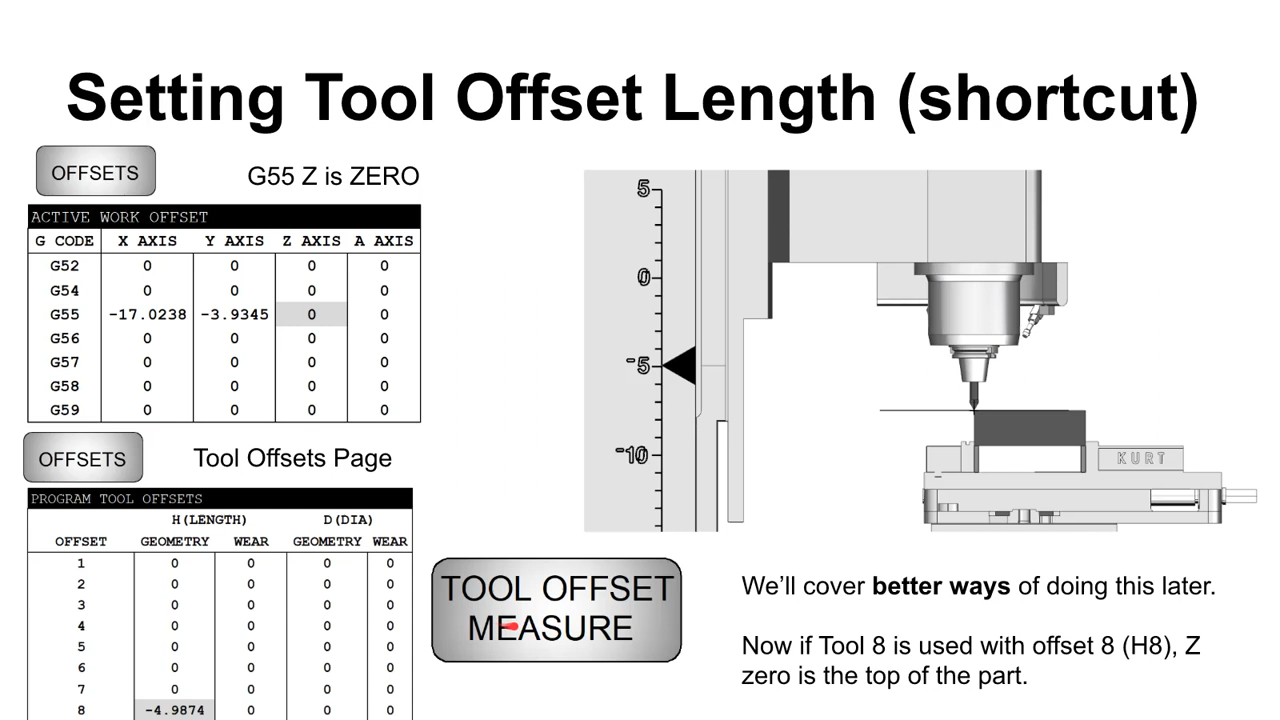 Setting Tool Offset Length (shortcut)
OFFSETS
G55 Z is ZERO
ACTIVE WORK OFFSET
G CODE X AXIS Y AXIS Z AXIS A AXIS
G52 0 0 0 0
G54 0 0 0 0
G55 -17.0238 -3.9345 0 0
G56 0 0 0 0
G57 0 0 0 0
G58 0 0 0 0
G59 0 0 0 0
OFFSETS
Tool Offsets Page
PROGRAM TOOL OFFSETS
H(LENGTH) D(DIA)
OFFSET GEOMETRY WEAR GEOMETRY WEAR
1 0 0 0 0
2 0 0 0 0
3 0 0 0 0
4 0 0 0 0
5 0 0 0 0
6 0 0 0 0
7 0 0 0 0
8 -4.9874 0 0 0
5
0
-5
-10
KURT
TOOL OFFSET
MEASURE
We'll cover better ways of doing this later.
Now if Tool 8 is used with offset 8 (H8), Z
zero is the top of the part.